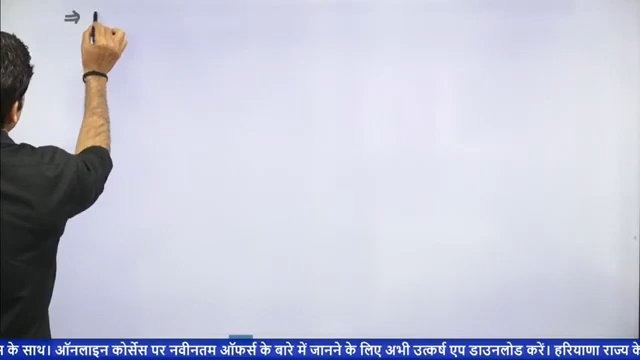 ⇒
के साथ। ऑनलाइन कोर्सेस पर नवीनतम ऑफर्स के बारे में जानने के लिए अभी उत्कर्ष एप डाउनलोड करें। हरियाणा राज्य के